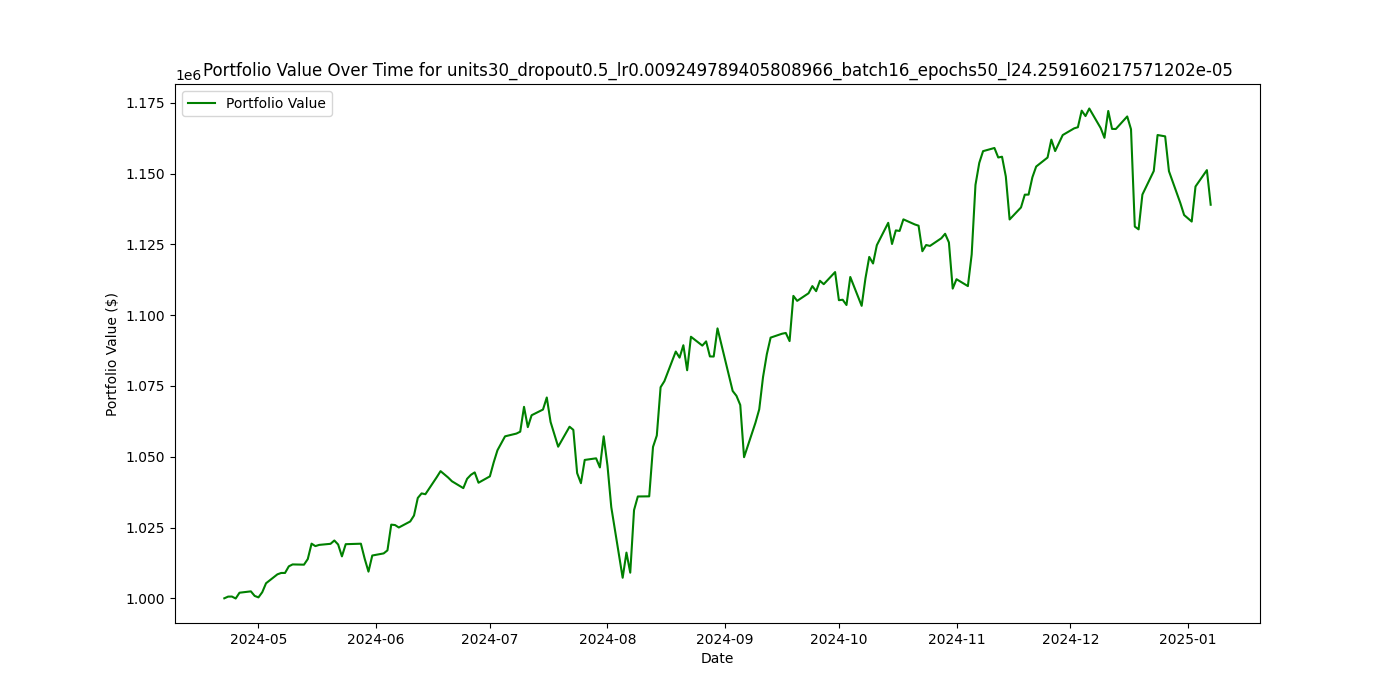 Portfolio Value Over Time for units30_dropout0.5_lr0.009249789405808966_batch16_epochs50_l24.259160217571202e-05
1e6
Portfolio Value
1.175
1.150
1.125
1.100
1.075
1.050
1.025
1.000
Portfolio Value ($)
2024-05 2024-06 2024-07 2024-08 2024-09 2024-10 2024-11 2024-12 2025-01
Date